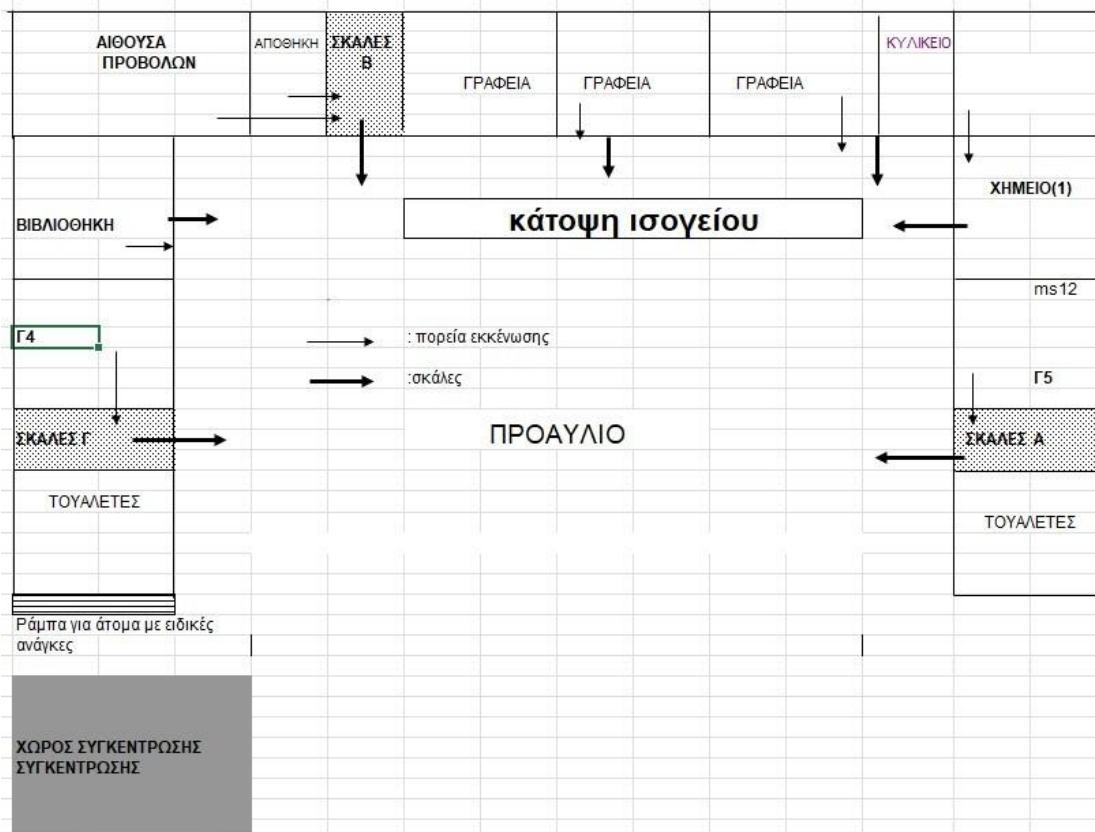 ΑΙΘΟΥΣΑ
ΠΡΟΒΟΛΩΝ
ΑΠΟΘΗΚΗ
ΣΚΑΛΕΣ
Β
ΓΡΑΦΕΙΑ
ΓΡΑΦΕΙΑ
ΓΡΑΦΕΙΑ
ΚΥΛΙΚΕΙΟ
ΒΙΒΛΙΟΘΗΚΗ
κάτοψη ισογείου
ΧΗΜΕΙΟ(1)
ms12
Γ4
: πορεία εκκένωσης
:σκάλες
Γ5
ΣΚΑΛΕΣ Γ
ΠΡΟΑΥΛΙΟ
ΣΚΑΛΕΣ Α
ΤΟΥΑΛΕΤΕΣ
ΤΟΥΑΛΕΤΕΣ
Ράμπα για άτομα με ειδικές
ανάγκες
ΧΩΡΟΣ ΣΥΓΚΕΝΤΡΩΣΗΣ
ΣΥΓΚΕΝΤΡΩΣΗΣ